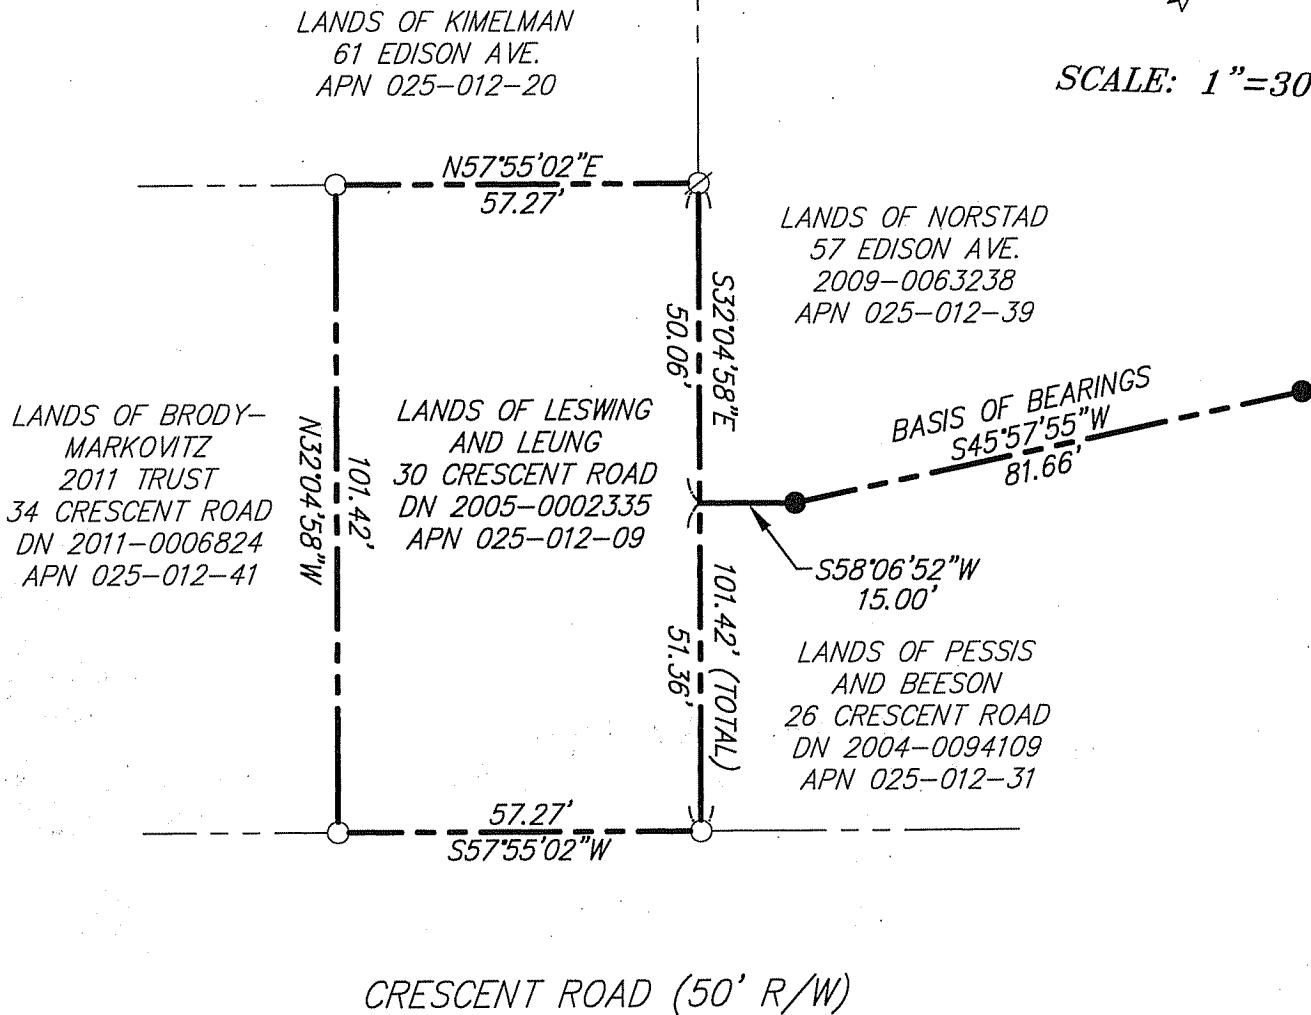 LANDS OF KIMELMAN
61 EDISON AVE.
APN 025-012-20
SCALE: 1"=30
N57°55'02"E
57.27'
LANDS OF NORSTAD
57 EDISON AVE.
2009-0063238
APN 025-012-39
S32°04'58"E
50.06'
BASIS OF BEARINGS
S45°57'55"W
81.66'
LANDS OF BRODY-
MARKOVITZ
2011 TRUST
34 CRESCENT ROAD
DN 2011-0006824
APN 025-012-41
N32°04'58"W
101.42'
LANDS OF LESWING
AND LEUNG
30 CRESCENT ROAD
DN 2005-0002335
APN 025-012-09
S58°06'52"W
15.00'
101.42' (TOTAL)
51.36'
LANDS OF PESSIS
AND BEESON
26 CRESCENT ROAD
DN 2004-0094109
APN 025-012-31
57.27'
S57°55'02"W
CRESCENT ROAD (50' R/W)